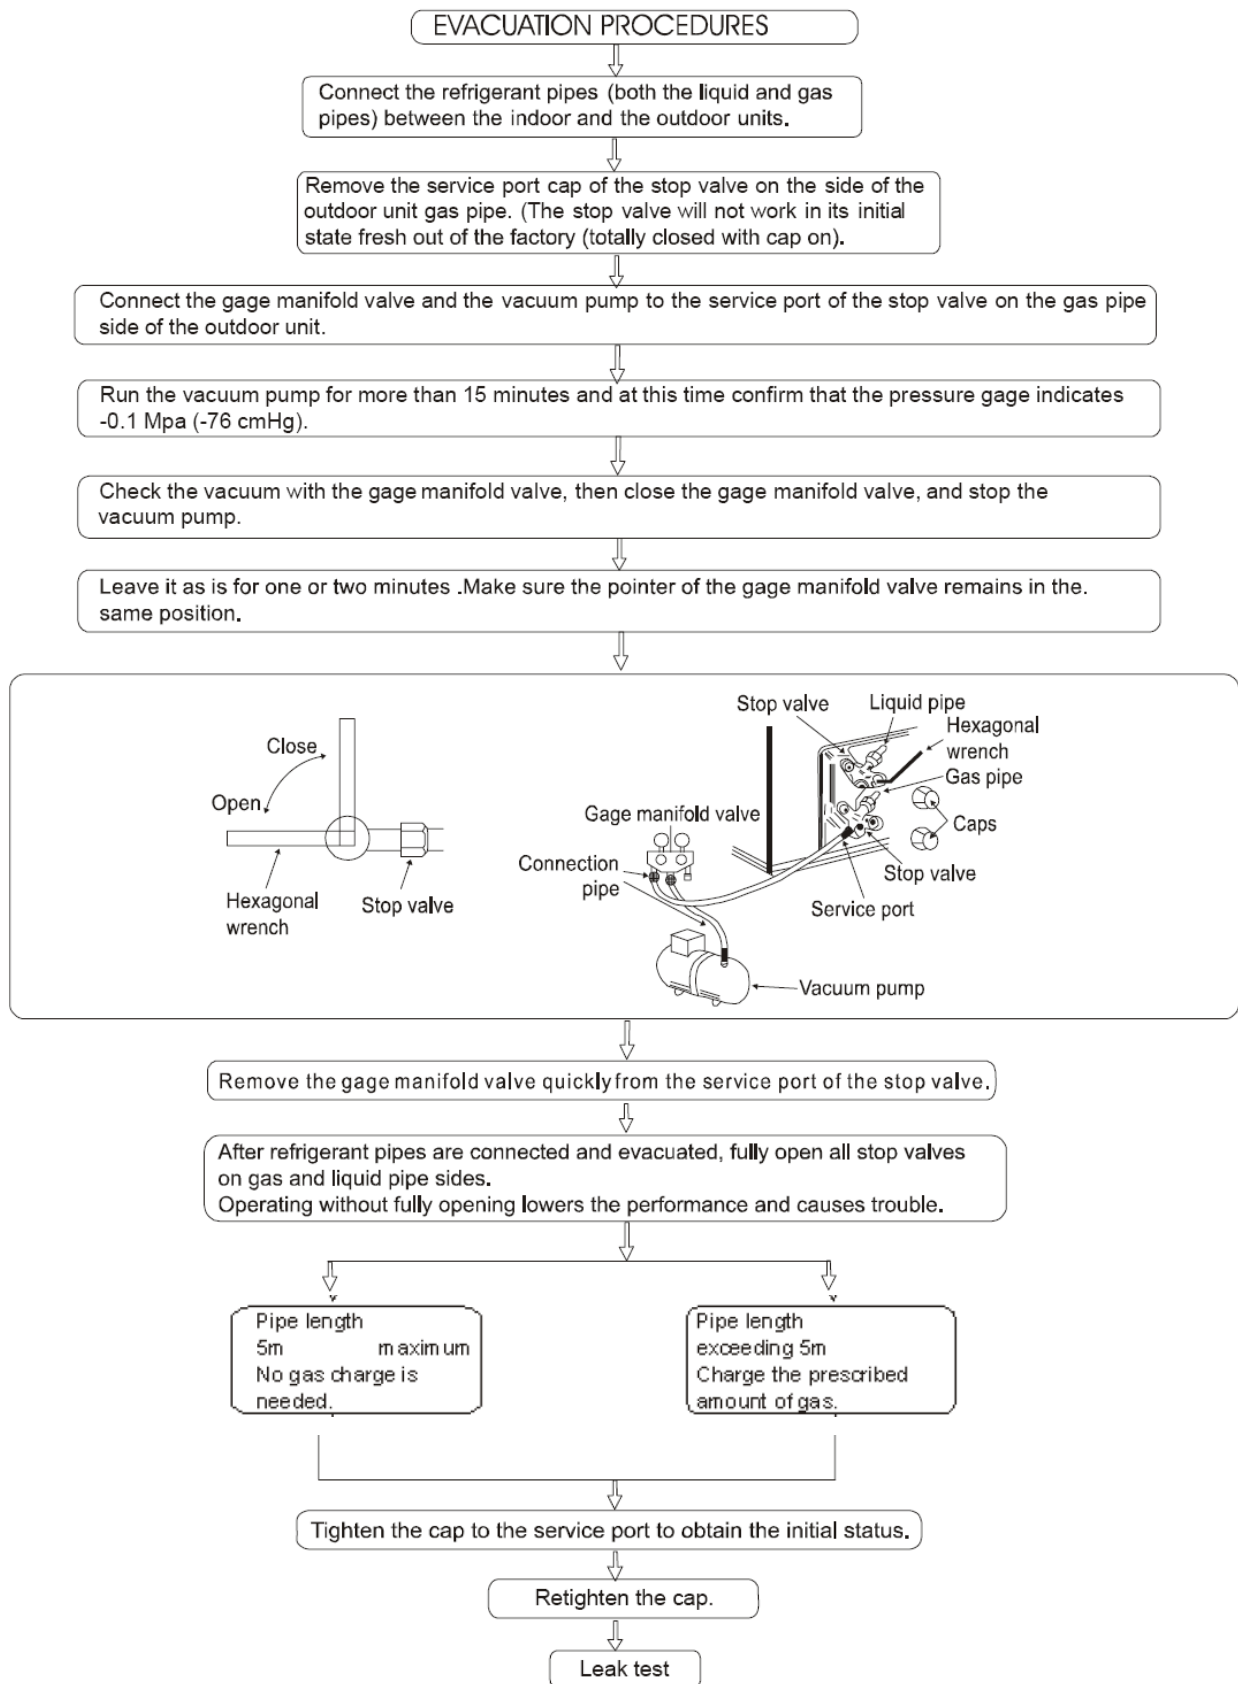 EVACUATION PROCEDURES
Connect the refrigerant pipes (both the liquid and gas
pipes) between the indoor and the outdoor units.
Remove the service port cap of the stop valve on the side of the
outdoor unit gas pipe. (The stop valve will not work in its initial
state fresh out of the factory (totally closed with cap on).
Connect the gage manifold valve and the vacuum pump to the service port of the stop valve on the gas pipe
side of the outdoor unit.
Run the vacuum pump for more than 15 minutes and at this time confirm that the pressure gage indicates
-0.1 Mpa (-76 cmHg).
Check the vacuum with the gage manifold valve, then close the gage manifold valve, and stop the
vacuum pump.
Leave it as is for one or two minutes .Make sure the pointer of the gage manifold valve remains in the.
same position.
Close
Open
Hexagonal
wrench
Stop valve
Stop valve
Liquid pipe
Hexagonal
wrench
Gas pipe
Caps
Gage manifold valve
Connection
pipe
Stop valve
Service port
Vacuum pump
Remove the gage manifold valve quickly from the service port of the stop valve.
After refrigerant pipes are connected and evacuated, fully open all stop valves
on gas and liquid pipe sides.
Operating without fully opening lowers the performance and causes trouble.
Pipe length
5m maximum
No gas charge is
needed.
Pipe length
exceeding 5m
Charge the prescribed
amount of gas.
Tighten the cap to the service port to obtain the initial status.
Retighten the cap.
Leak test